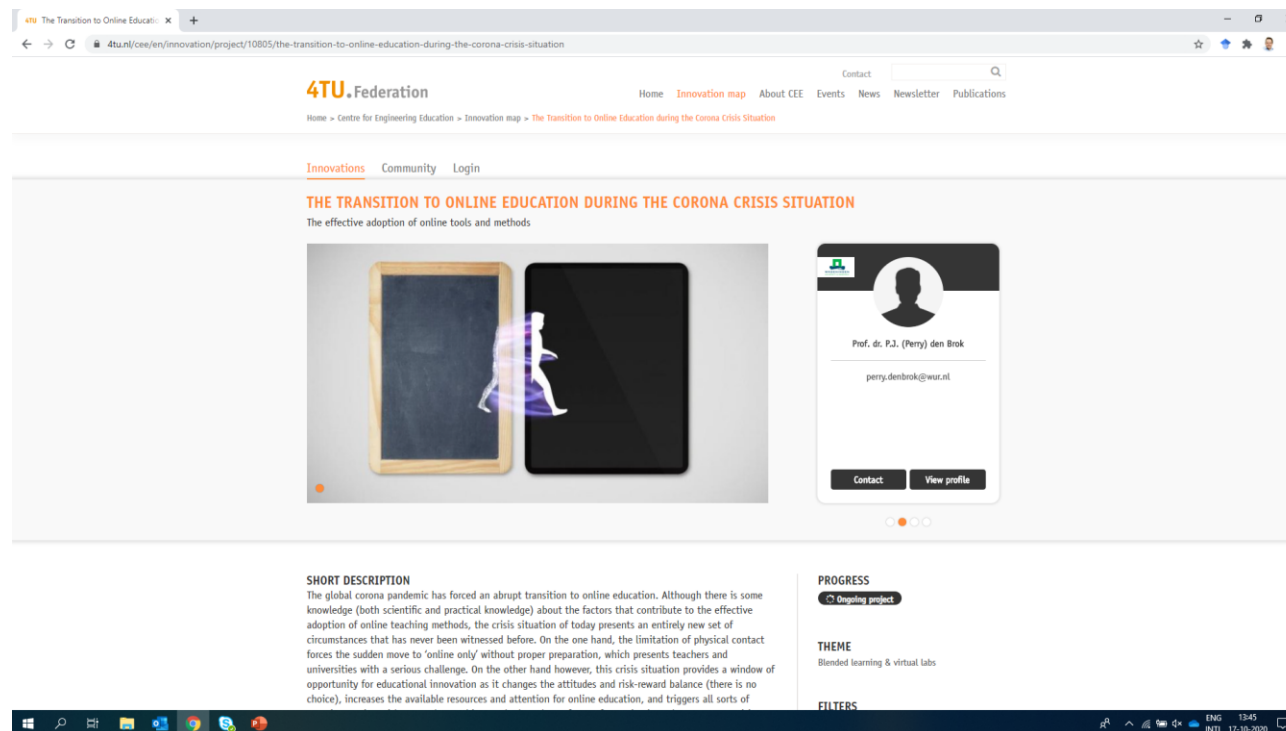 4TU The Transition to Online Educatio
4tu.nl/cee/en/innovation/project/10805/the-transition-to-online-education-during-the-corona-crisis-situation
Contact
4TU.Federation
Home Innovation map About CEE Events News Newsletter Publications
Home > Centre for Engineering Education > Innovation map > The Transition to Online Education during the Corona Crisis Situation
Innovations Community Login
THE TRANSITION TO ONLINE EDUCATION DURING THE CORONA CRISIS SITUATION
The effective adoption of online tools and methods
Prof. dr. P.J. (Perry) den Brok
perry.denbrok@wur.nl
Contact View profile
SHORT DESCRIPTION
The global corona pandemic has forced an abrupt transition to online education. Although there is some
knowledge (both scientific and practical knowledge) about the factors that contribute to the effective
adoption of online teaching methods, the crisis situation of today presents an entirely new set of
circumstances that has never been witnessed before. On the one hand, the limitation of physical contact
forces the sudden move to ‘online only’ without proper preparation, which presents teachers and
universities with a serious challenge. On the other hand however, this crisis situation provides a window of
opportunity for educational innovation as it changes the attitudes and risk-reward balance (there is no
choice), increases the available resources and attention for online education, and triggers all sorts of
PROGRESS
Ongoing project
THEME
Blended learning & virtual labs
FILTERS
ENG 13:45
INTL 17-10-2020